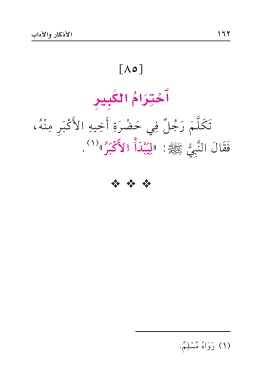 ١٦٢ الأذكار والآداب
[٨٥]
ٱحْتِرَامُ الكَبِيرِ
تَكَلَّمَ رَجُلٌ فِي حَضْرَةِ أَخِيهِ الأَكْبَرِ مِنْهُ،
فَقَالَ النَّبِيُّ ﷺ: «لِيَبْدَأْ الأَكْبَرُ»(١).
(١) رَوَاهُ مُسْلِمٌ.